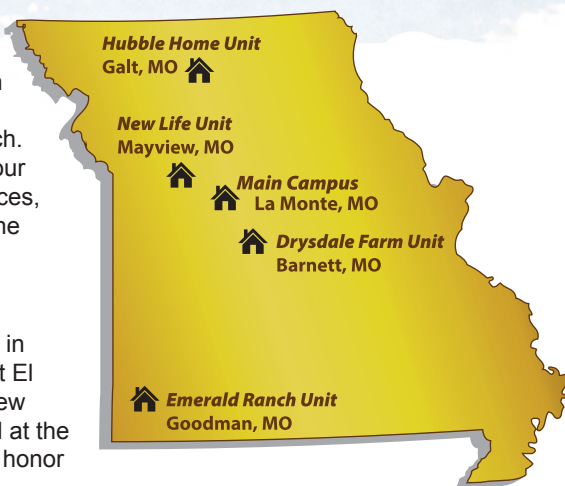 Hubble Home Unit
Galt, MO
New Life Unit
Mayview, MO
Main Campus
La Monte, MO
Drysdale Farm Unit
Barnett, MO
Emerald Ranch Unit
Goodman, MO
ch.
our
ces,
in
t El
ew
at the
honor